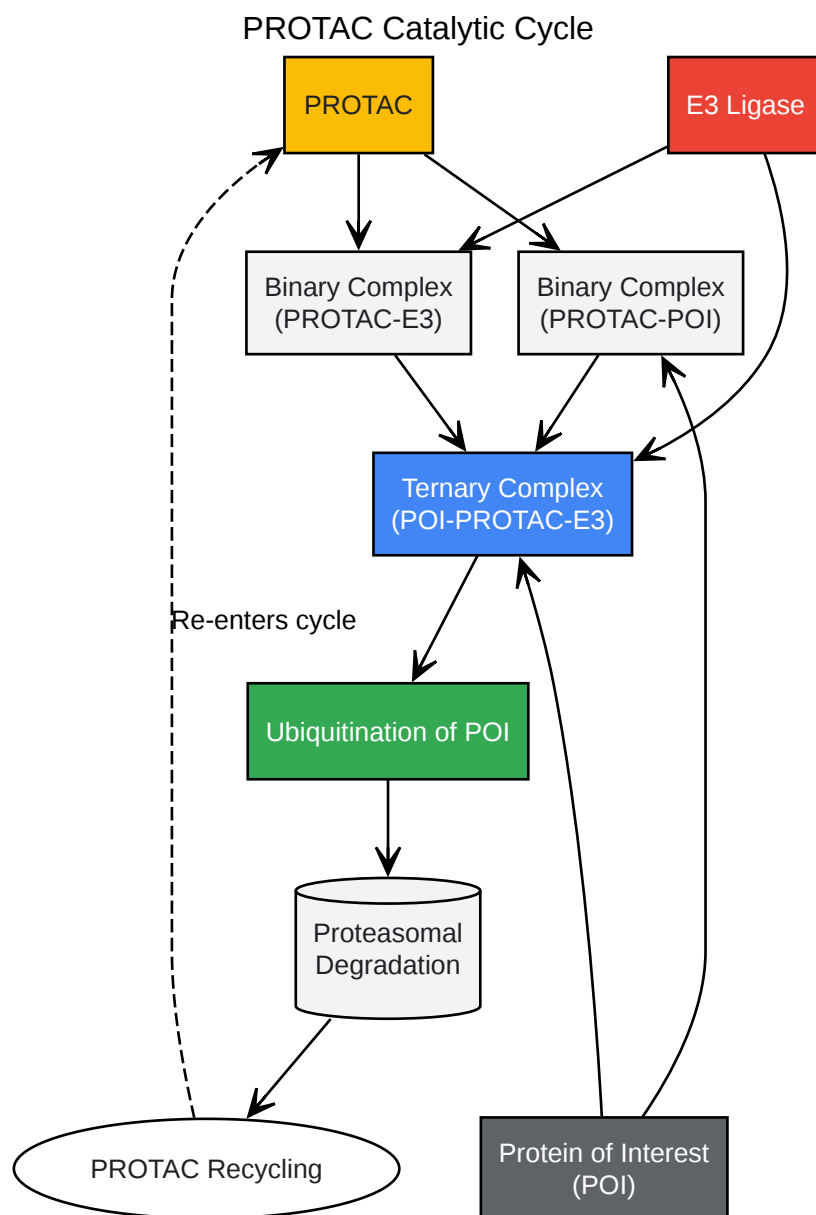 PROTAC Catalytic Cycle
PROTAC
E3 Ligase
Binary Complex
(PROTAC-E3)
Binary Complex
(PROTAC-POI)
Ternary Complex
(POI-PROTAC-E3)
Re-enters cycle
Ubiquitination of POI
Proteasomal
Degradation
PROTAC Recycling
Protein of Interest
(POI)